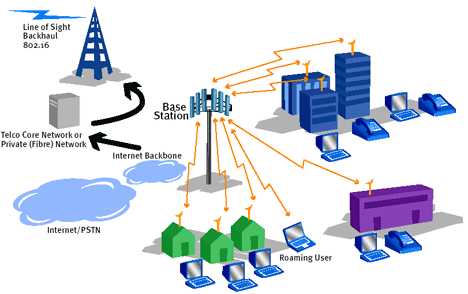 Line of Sight
Backhaul
802.16
Base
Station
Telco Core Network or
Private (Fibre) Network
Internet Backbone
Internet/PSTN
Roaming User